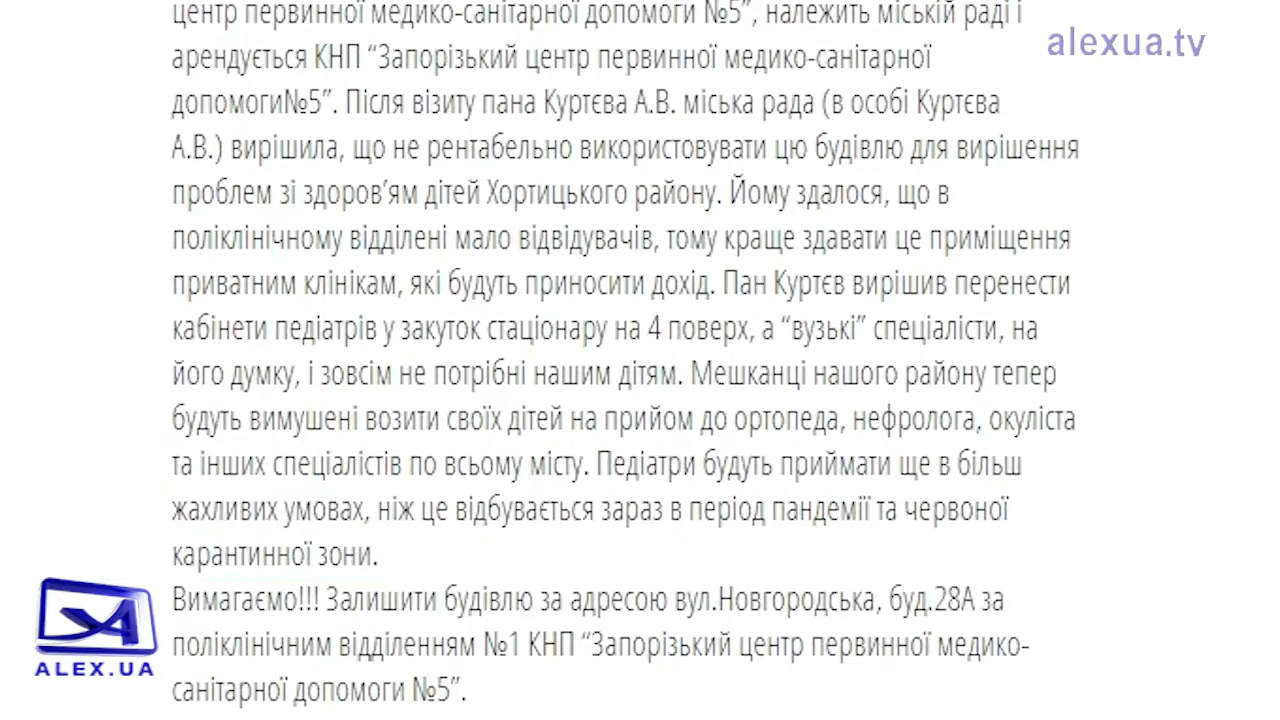 центр первинної медико-санітарної допомоги №5”, належить міській раді і
alexua.tv
арендується КНП “Запорізький центр первинної медико-санітарної
допомоги№5”. Після візиту пана Куртєва А.В. міська рада (в особі Куртєва
А.В.) вирішила, що не рентабельно використовувати цю будівлю для вирішення
проблем зі здоров’ям дітей Хортицького району. Йому здалося, що в
поліклінічному відділені мало відвідувачів, тому краще здавати це приміщення
приватним клінікам, які будуть приносити дохід. Пан Куртєв вирішив перенести
кабінети педіатрів у закуток стаціонару на 4 поверх, а “вузькі” спеціалісти, на
його думку, і зовсім не потрібні нашим дітям. Мешканці нашого району тепер
будуть вимушені возити своїх дітей на прийом до ортопеда, нефролога, окуліста
та інших спеціалістів по всьому місту. Педіатри будуть приймати ще в більш
жахливих умовах, ніж це відбувається зараз в період пандемії та червоної
карантинної зони.
Вимагаємо!!! Залишити будівлю за адресою вул.Новгородська, буд.28А за
поліклінічним відділенням №1 КНП “Запорізький центр первинної медико-
санітарної допомоги №5”.
ALEX.UA